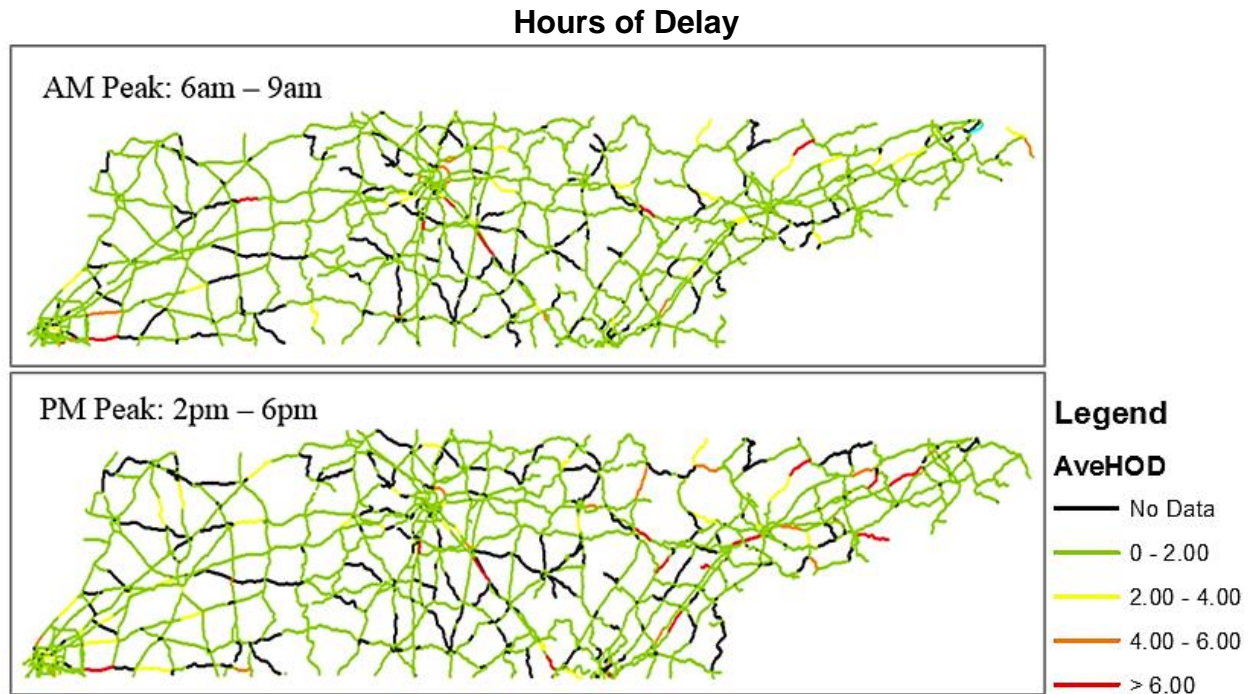 Hours of Delay
AM Peak: 6am – 9am
PM Peak: 2pm – 6pm
Legend
AveHOD
No Data
0 - 2.00
2.00 - 4.00
4.00 - 6.00
> 6.00